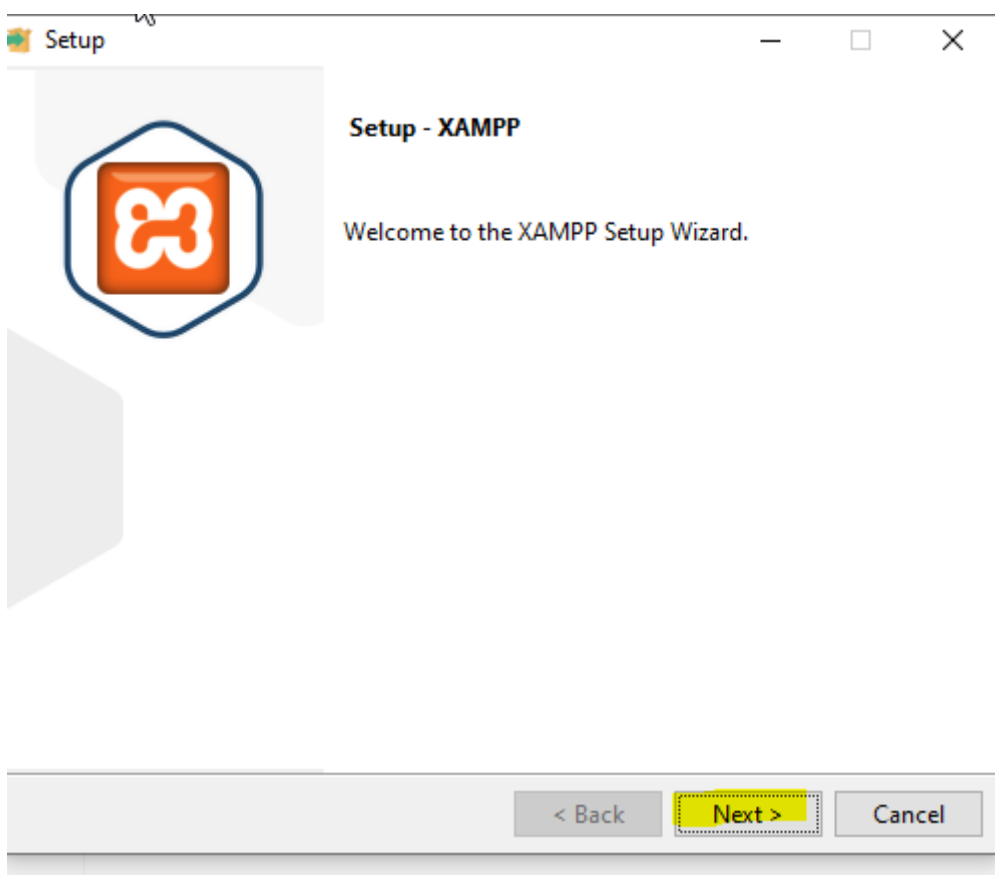 Setup
Setup - XAMPP
Welcome to the XAMPP Setup Wizard.
< Back
Next >
Cancel